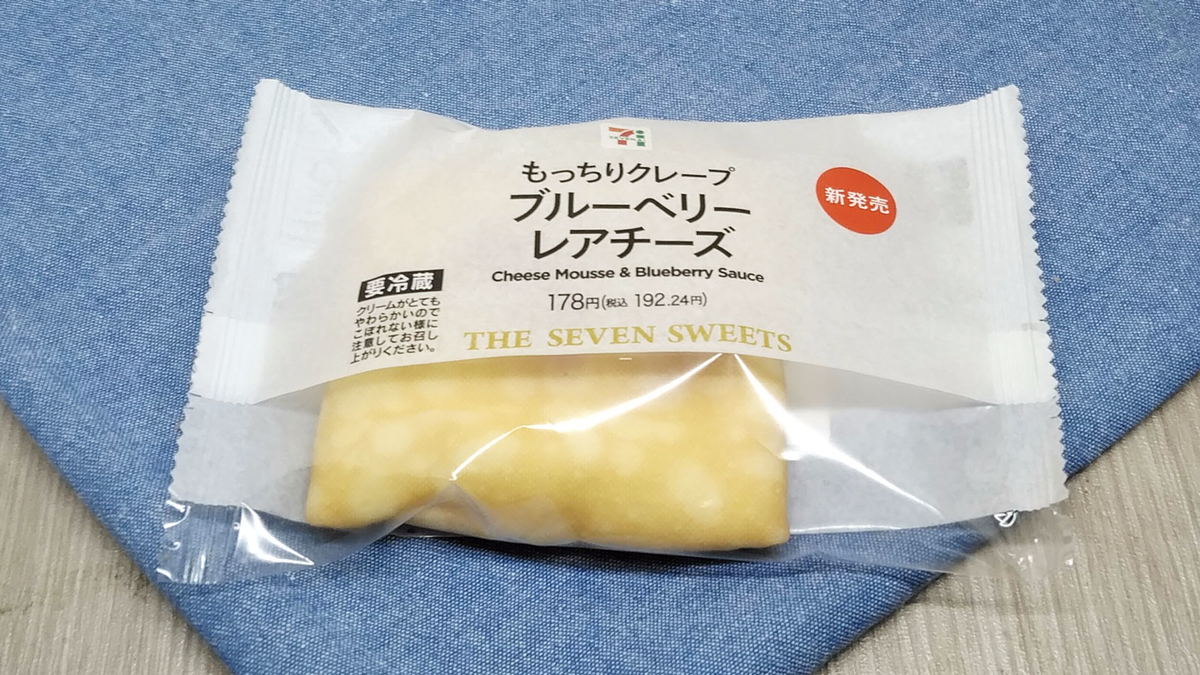 もっちりクレープ
ブルーベリー
レアチーズ
Cheese Mousse & Blueberry Sauce
178円(税込 192.24円)
THE SEVEN SWEETS
新発売
要冷蔵
クリームがとても
やわらかいので
こぼれない様に
注意してお召し
上がりください。